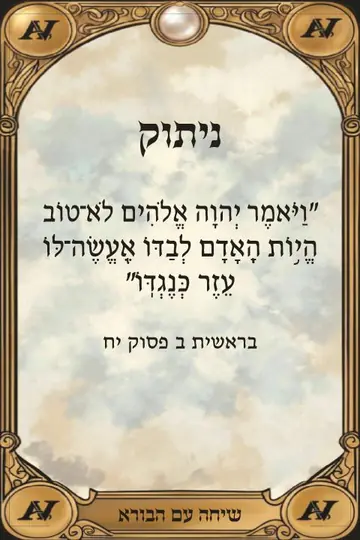 ניתוק
"וַיֹּאמֶר יְהוָה אֱלֹהִים לֹא־טוֹב
הֱיוֹת הָאָדָם לְבַדּוֹ אֶעֱשֶׂה־לּוֹ
עֵזֶר כְּנֶגְדּוֹ"
בראשית ב פסוק יח
שיחה עם הבורא